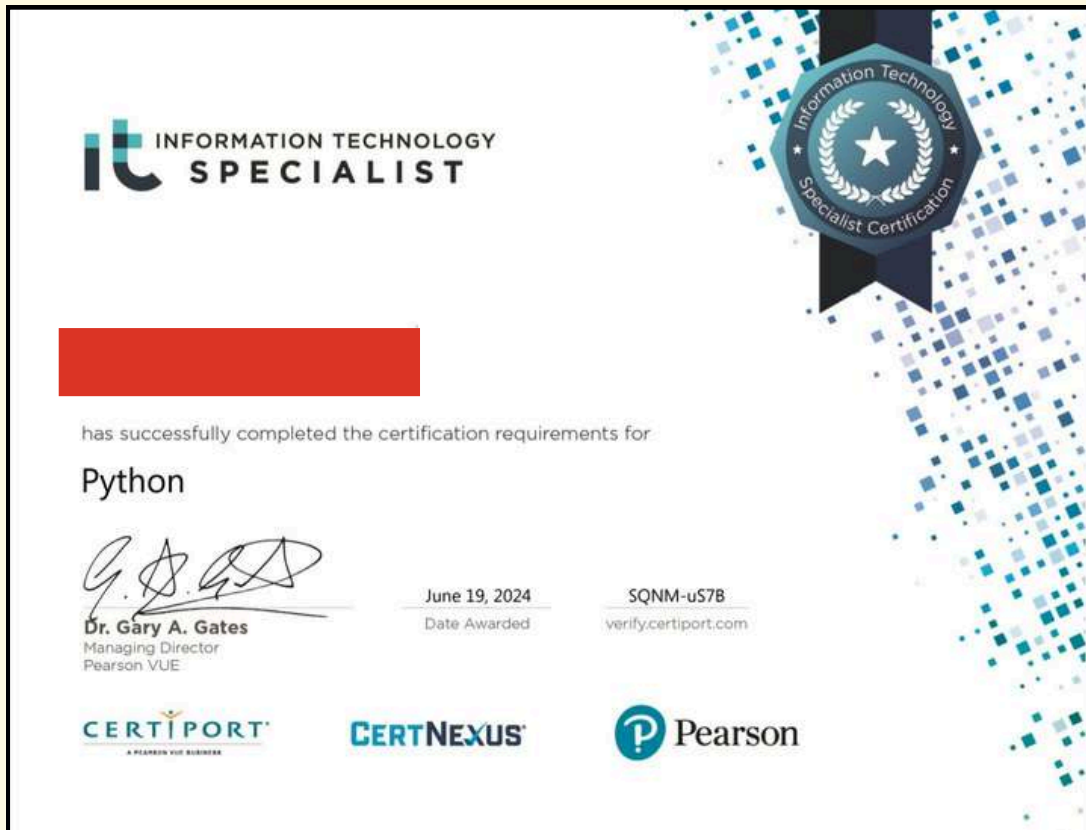 it INFORMATION TECHNOLOGY
SPECIALIST
Information Technology
Specialist Certification
has successfully completed the certification requirements for
Python
G. A. Gates
Dr. Gary A. Gates
Managing Director
Pearson VUE
June 19, 2024
Date Awarded
SQNM-uS7B
verify.certiport.com
CERTIPORT
A PEARSON VUE BUSINESS
CERTNEXUS
P Pearson